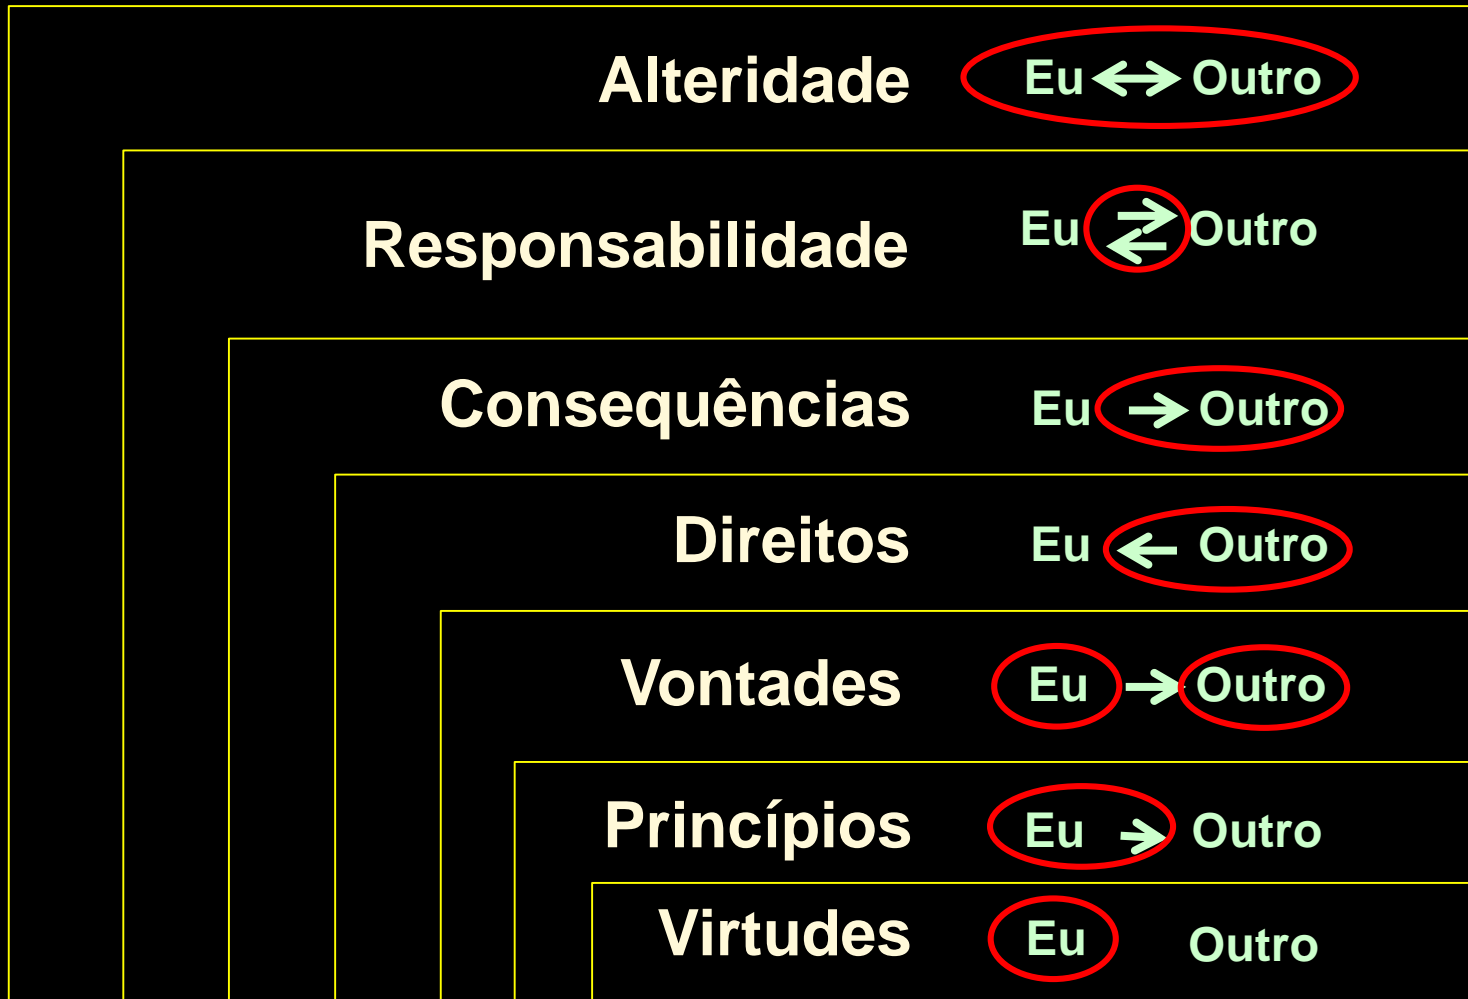 Alteridade Eu Outro
Responsabilidade Eu Outro
Consequências Eu Outro
Direitos Eu Outro
Vontades Eu Outro
Princípios Eu Outro
Virtudes Eu Outro